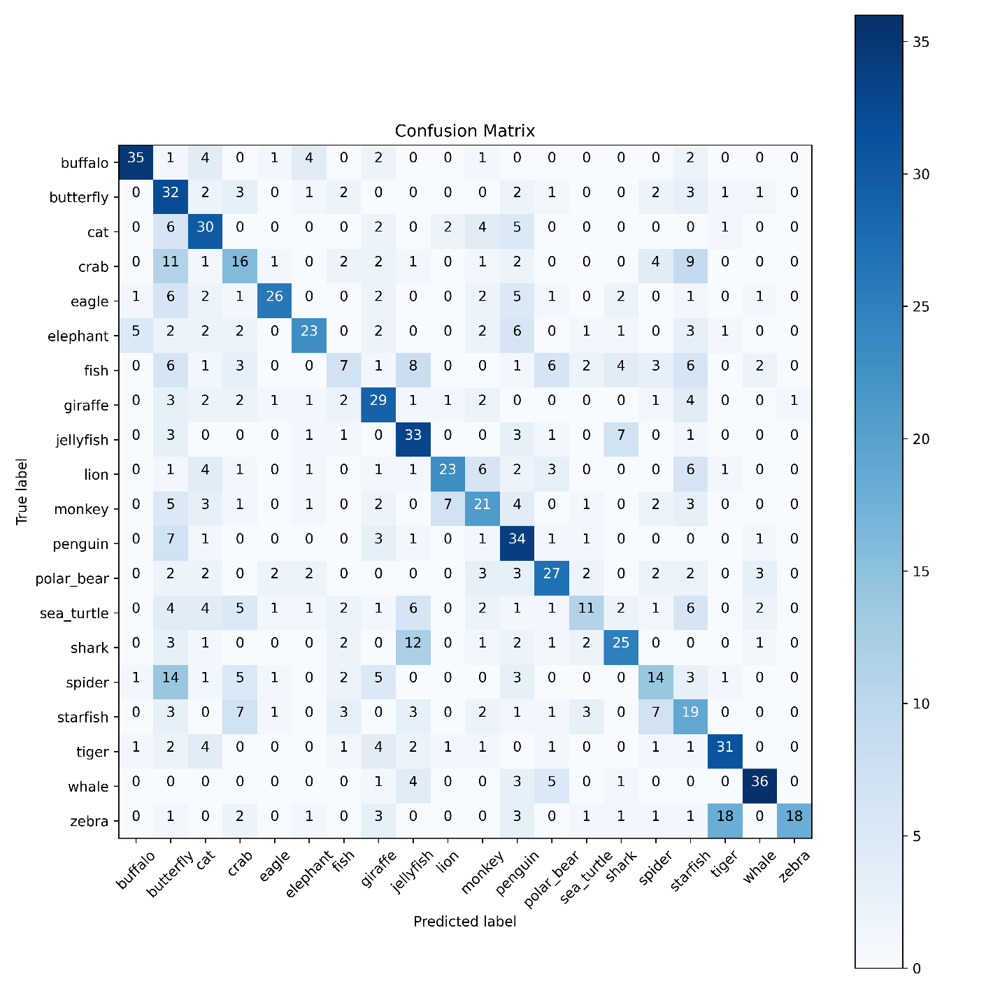 Confusion Matrix
buffalo 35 1 4 0 1 4 0 2 0 0 1 0 0 0 0 0 2 0 0 0
butterfly 0 32 2 3 0 1 2 0 0 0 0 2 1 0 0 2 3 1 1 0
cat 0 6 30 0 0 0 0 2 0 2 4 5 0 0 0 0 0 1 0 0
crab 0 11 1 16 1 0 2 2 1 0 1 2 0 0 0 4 9 0 0 0
eagle 1 6 2 1 26 0 0 2 0 0 2 5 1 0 2 0 1 0 1 0
elephant 5 2 2 2 0 23 0 2 0 0 2 6 0 1 1 0 3 1 0 0
fish 0 6 1 3 0 0 7 1 8 0 0 1 6 2 4 3 6 0 2 0
giraffe 0 3 2 2 1 1 2 29 1 1 2 0 0 0 0 1 4 0 0 1
jellyfish 0 3 0 0 0 1 1 0 33 0 0 3 1 0 7 0 1 0 0 0
lion 0 1 4 1 0 1 0 1 1 23 6 2 3 0 0 0 6 1 0 0
monkey 0 5 3 1 0 1 0 2 0 7 21 4 0 1 0 2 3 0 0 0
penguin 0 7 1 0 0 0 0 3 1 0 1 34 1 1 0 0 0 0 1 0
polar_bear 0 2 2 0 2 2 0 0 0 0 3 3 27 2 0 2 2 0 3 0
sea_turtle 0 4 4 5 1 1 2 1 6 0 2 1 1 11 2 1 6 0 2 0
shark 0 3 1 0 0 0 2 0 12 0 1 2 1 2 25 0 0 0 1 0
spider 1 14 1 5 1 0 2 5 0 0 0 3 0 0 0 14 3 1 0 0
starfish 0 3 0 7 1 0 3 0 3 0 2 1 1 3 0 7 19 0 0 0
tiger 1 2 4 0 0 0 1 4 2 1 1 0 1 0 0 1 1 31 0 0
whale 0 0 0 0 0 0 0 1 4 0 0 3 5 0 1 0 0 0 36 0
zebra 0 1 0 2 0 1 0 3 0 0 0 3 0 1 1 1 1 18 0 18
buffalo butterfly cat crab eagle elephant fish giraffe jellyfish lion monkey penguin polar_bear sea_turtle shark spider starfish tiger whale zebra
Predicted label
True label
35
30
25
20
15
10
5
0